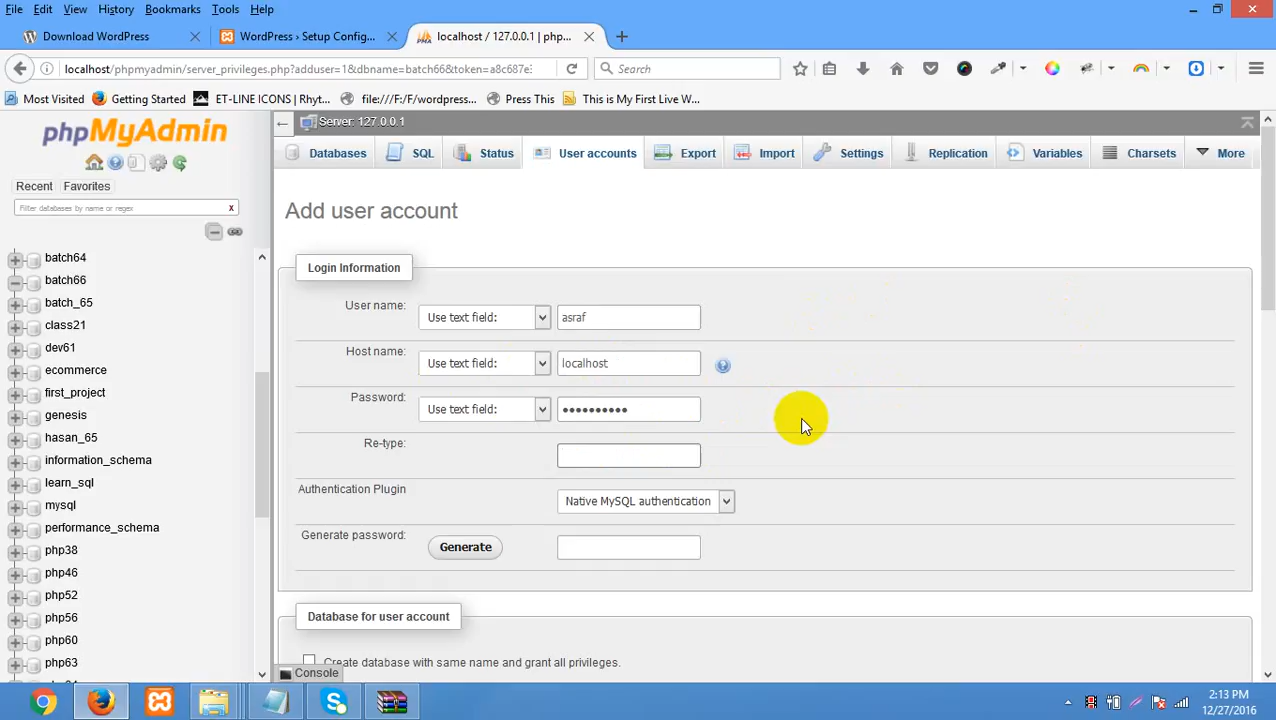 File Edit View History Bookmarks Tools Help
Download WordPress
WordPress › Setup Config...
localhost / 127.0.0.1 | php...
localhost/phpmyadmin/server_privileges.php?adduser=1&dbname=batch66&token=a8c687e3
Search
Most Visited
Getting Started
ET-LINE ICONS | Rhyt...
file:///F:/F/wordpress...
Press This
This is My First Live W...
phpMyAdmin
Recent Favorites
Filter databases by name or regex X
batch64
batch66
batch_65
class21
dev61
ecommerce
first_project
genesis
hasan_65
information_schema
learn_sql
mysql
performance_schema
php38
php46
php52
php56
php60
php63
Server: 127.0.0.1
Databases SQL Status User accounts Export Import Settings Replication Variables Charsets More
Add user account
Login Information
User name: Use text field: asraf
Host name: Use text field: localhost
Password: Use text field: ••••••••••
Re-type:
Authentication Plugin Native MySQL authentication
Generate password: Generate
Database for user account
Create database with same name and grant all privileges.
Console
2:13 PM
12/27/2016